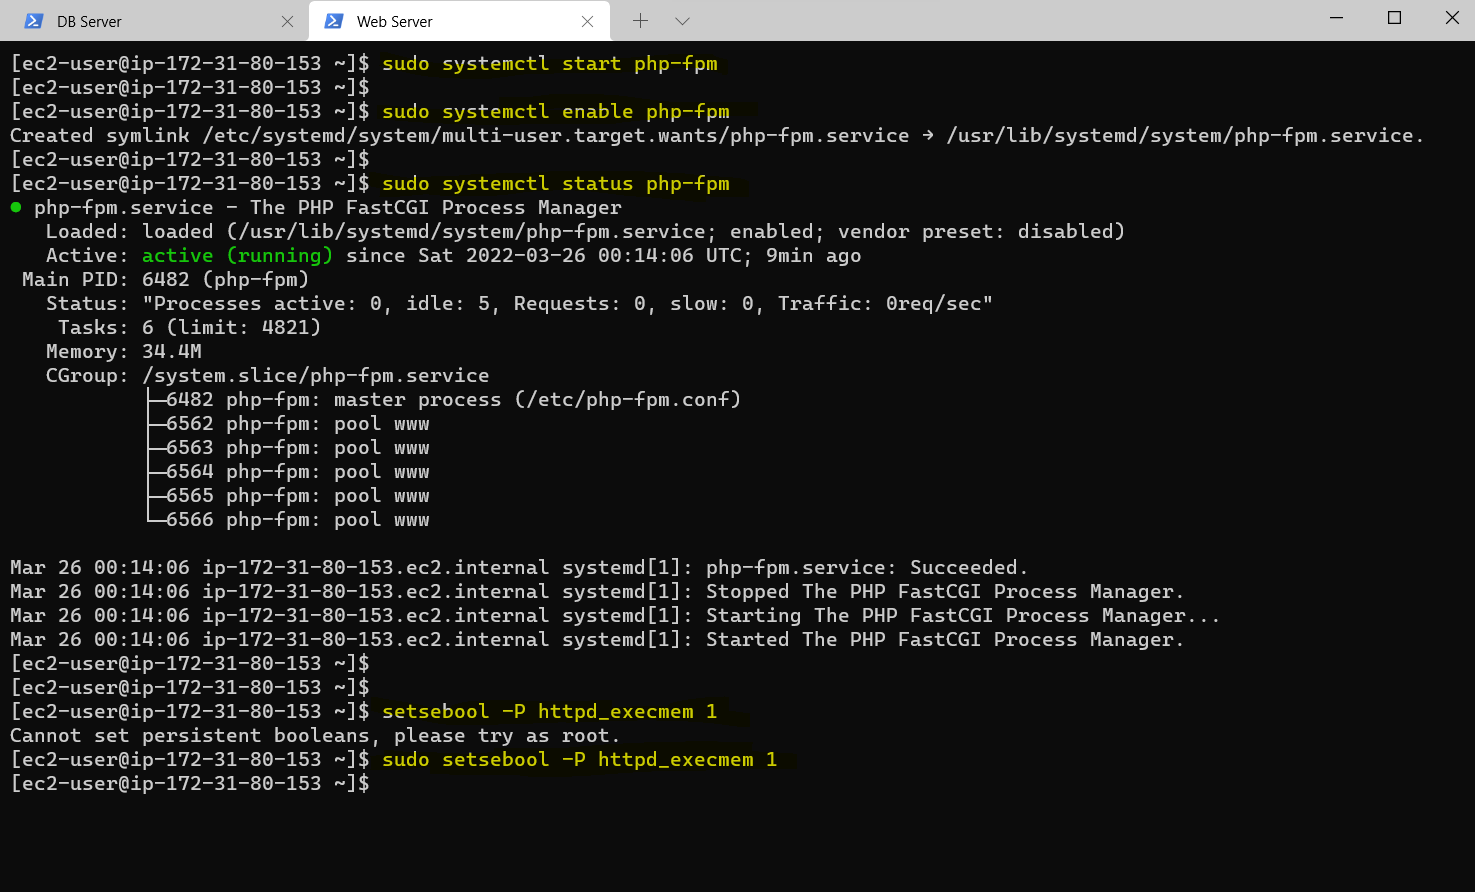 DB Server
Web Server
[ec2-user@ip-172-31-80-153 ~]$ sudo systemctl start php-fpm
[ec2-user@ip-172-31-80-153 ~]$
[ec2-user@ip-172-31-80-153 ~]$ sudo systemctl enable php-fpm
Created symlink /etc/systemd/system/multi-user.target.wants/php-fpm.service → /usr/lib/systemd/system/php-fpm.service.
[ec2-user@ip-172-31-80-153 ~]$
[ec2-user@ip-172-31-80-153 ~]$ sudo systemctl status php-fpm
● php-fpm.service - The PHP FastCGI Process Manager
   Loaded: loaded (/usr/lib/systemd/system/php-fpm.service; enabled; vendor preset: disabled)
   Active: active (running) since Sat 2022-03-26 00:14:06 UTC; 9min ago
 Main PID: 6482 (php-fpm)
   Status: "Processes active: 0, idle: 5, Requests: 0, slow: 0, Traffic: 0req/sec"
    Tasks: 6 (limit: 4821)
   Memory: 34.4M
   CGroup: /system.slice/php-fpm.service
           ├─6482 php-fpm: master process (/etc/php-fpm.conf)
           ├─6562 php-fpm: pool www
           ├─6563 php-fpm: pool www
           ├─6564 php-fpm: pool www
           ├─6565 php-fpm: pool www
           └─6566 php-fpm: pool www
Mar 26 00:14:06 ip-172-31-80-153.ec2.internal systemd[1]: php-fpm.service: Succeeded.
Mar 26 00:14:06 ip-172-31-80-153.ec2.internal systemd[1]: Stopped The PHP FastCGI Process Manager.
Mar 26 00:14:06 ip-172-31-80-153.ec2.internal systemd[1]: Starting The PHP FastCGI Process Manager...
Mar 26 00:14:06 ip-172-31-80-153.ec2.internal systemd[1]: Started The PHP FastCGI Process Manager.
[ec2-user@ip-172-31-80-153 ~]$
[ec2-user@ip-172-31-80-153 ~]$
[ec2-user@ip-172-31-80-153 ~]$ setsebool -P httpd_execmem 1
Cannot set persistent booleans, please try as root.
[ec2-user@ip-172-31-80-153 ~]$ sudo setsebool -P httpd_execmem 1
[ec2-user@ip-172-31-80-153 ~]$